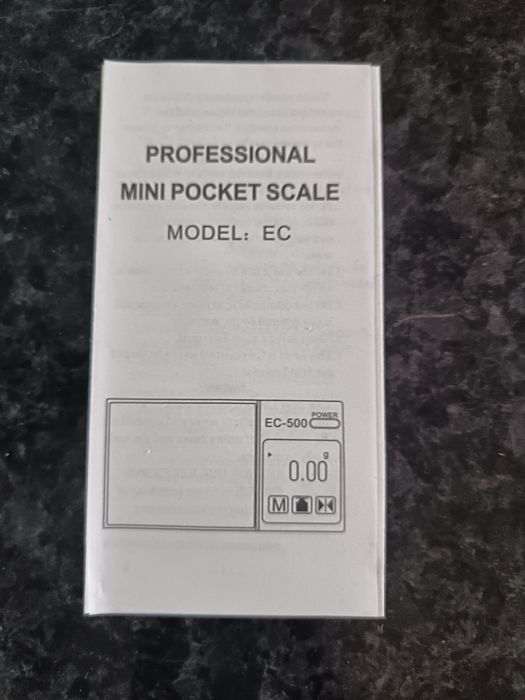 PROFESSIONAL
MINI POCKET SCALE
MODEL: EC
POWER
EC-500
g
0.00
M